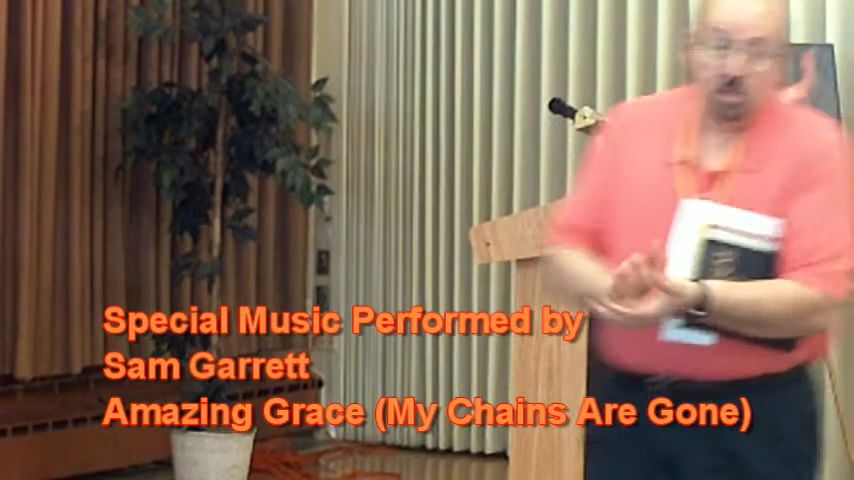 Special Music Performed by
Sam Garrett
Amazing Grace (My Chains Are Gone)